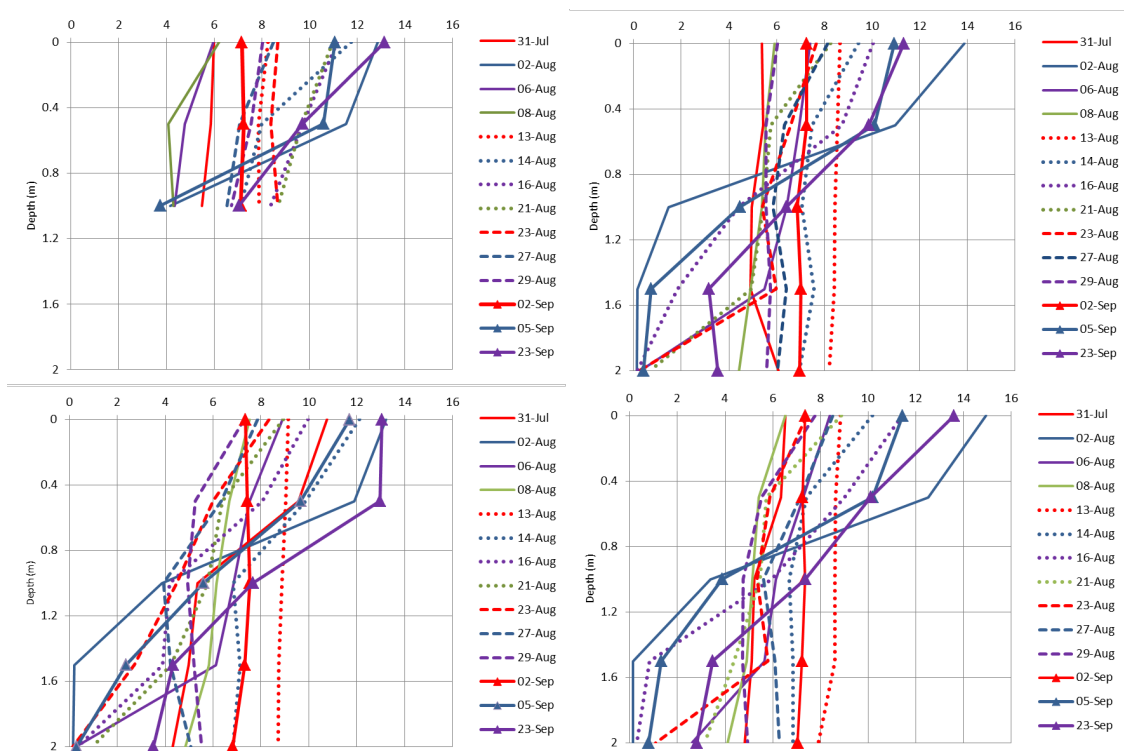 0 2 4 6 8 10 12 14 16
0
0.4
0.8
1.2
1.6
2
Depth (m)
31-Jul
02-Aug
06-Aug
08-Aug
13-Aug
14-Aug
16-Aug
21-Aug
23-Aug
27-Aug
29-Aug
02-Sep
05-Sep
23-Sep
0 2 4 6 8 10 12 14 16
0
0.4
0.8
1.2
1.6
2
Depth (m)
31-Jul
02-Aug
06-Aug
08-Aug
13-Aug
14-Aug
16-Aug
21-Aug
23-Aug
27-Aug
29-Aug
02-Sep
05-Sep
23-Sep
0 2 4 6 8 10 12 14 16
0
0.4
0.8
1.2
1.6
2
Depth (m)
31-Jul
02-Aug
06-Aug
08-Aug
13-Aug
14-Aug
16-Aug
21-Aug
23-Aug
27-Aug
29-Aug
02-Sep
05-Sep
23-Sep
0 2 4 6 8 10 12 14 16
0
0.4
0.8
1.2
1.6
2
Depth (m)
31-Jul
02-Aug
06-Aug
08-Aug
13-Aug
14-Aug
16-Aug
21-Aug
23-Aug
27-Aug
29-Aug
02-Sep
05-Sep
23-Sep